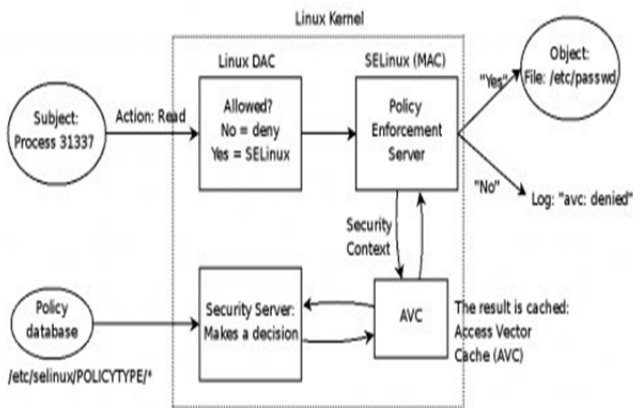 Linux Kernel
Linux DAC
SELinux (MAC)
Object:
File: /etc/passwd
Subject:
Process 31337
Action: Read
Allowed?
No = deny
Yes = SELinux
Policy
Enforcement
Server
"Yes"
"No"
Log: "avc: denied"
Security
Context
Policy
database
/etc/selinux/POLICYTYPE/*
Security Server:
Makes a decision
AVC
The result is cached:
Access Vector
Cache (AVC)